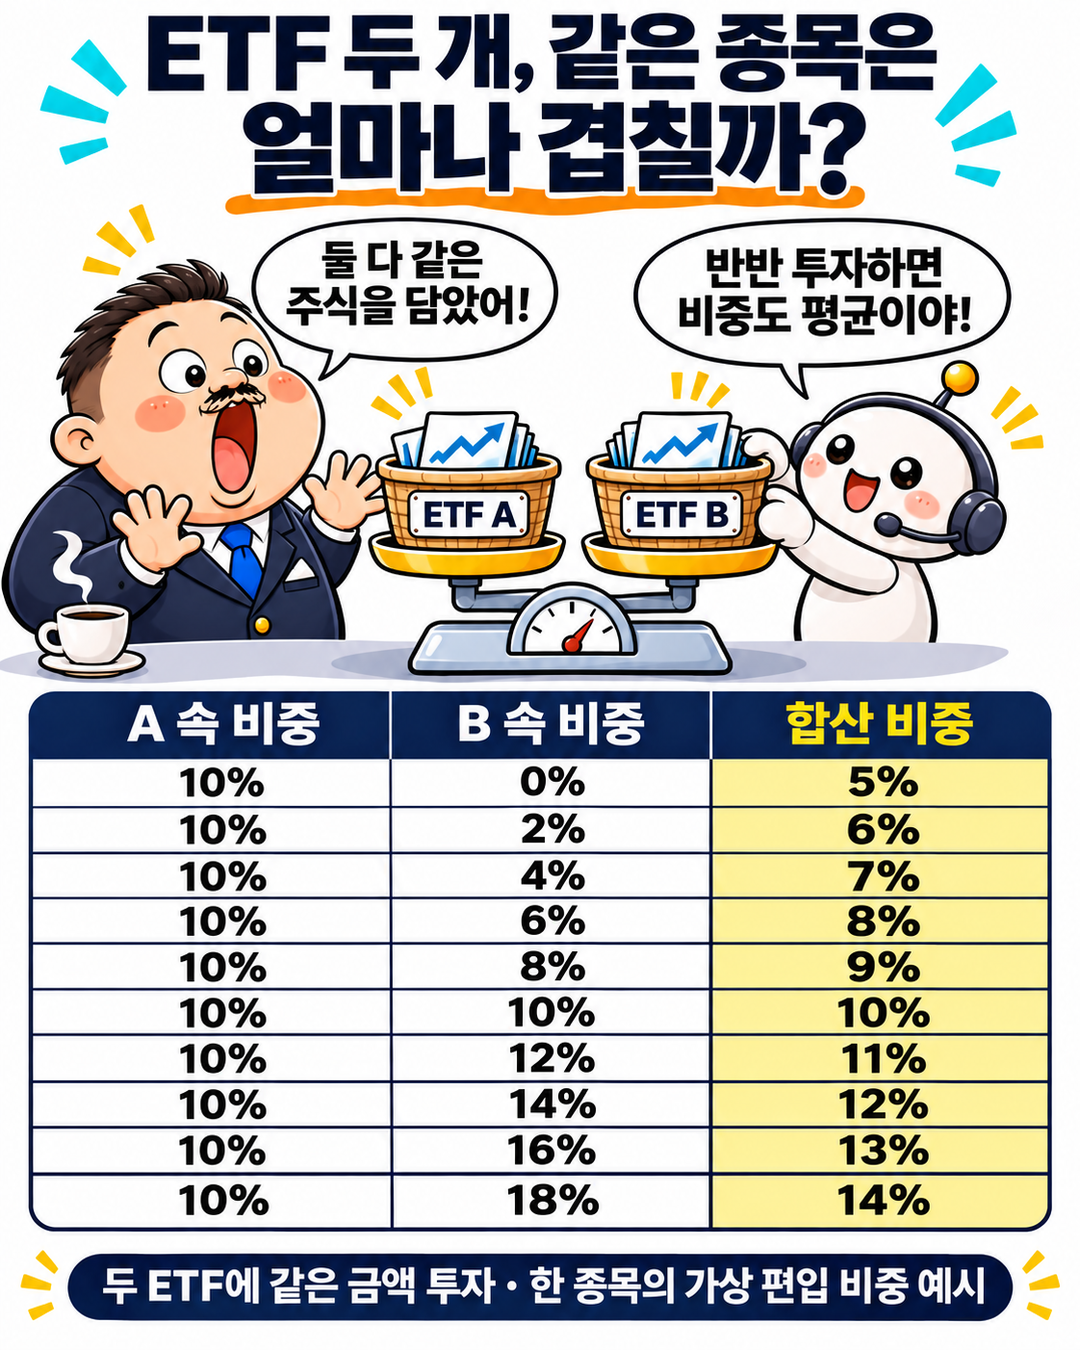 ETF 두 개, 같은 종목은
얼마나 겹칠까?
둘 다 같은
주식을 담았어!
반반 투자하면
비중도 평균이야!
ETF A
ETF B
A 속 비중 B 속 비중 합산 비중
10% 0% 5%
10% 2% 6%
10% 4% 7%
10% 6% 8%
10% 8% 9%
10% 10% 10%
10% 12% 11%
10% 14% 12%
10% 16% 13%
10% 18% 14%
두 ETF에 같은 금액 투자 · 한 종목의 가상 편입 비중 예시